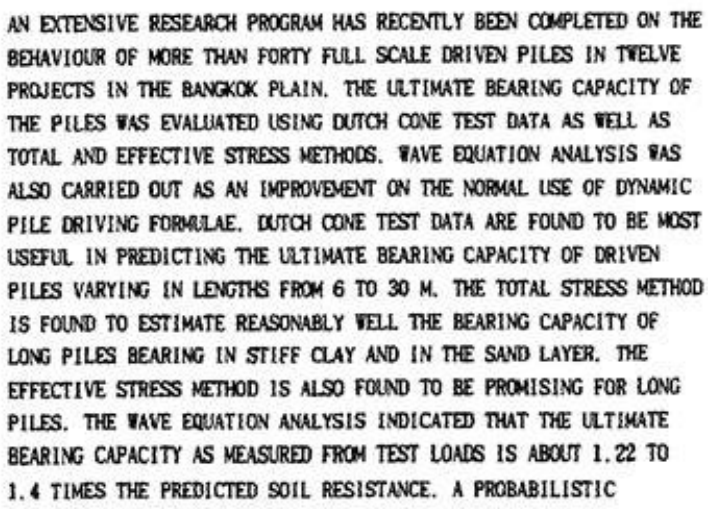 AN EXTENSIVE RESEARCH PROGRAM HAS RECENTLY BEEN COMPLETED ON THE
BEHAVIOUR OF MORE THAN FORTY FULL SCALE DRIVEN PILES IN TWELVE
PROJECTS IN THE BANGKOK PLAIN. THE ULTIMATE BEARING CAPACITY OF
THE PILES WAS EVALUATED USING DUTCH CONE TEST DATA AS WELL AS
TOTAL AND EFFECTIVE STRESS METHODS. WAVE EQUATION ANALYSIS WAS
ALSO CARRIED OUT AS AN IMPROVEMENT ON THE NORMAL USE OF DYNAMIC
PILE DRIVING FORMULAE. DUTCH CONE TEST DATA ARE FOUND TO BE MOST
USEFUL IN PREDICTING THE ULTIMATE BEARING CAPACITY OF DRIVEN
PILES VARYING IN LENGTHS FROM 6 TO 30 M. THE TOTAL STRESS METHOD
IS FOUND TO ESTIMATE REASONABLY WELL THE BEARING CAPACITY OF
LONG PILES BEARING IN STIFF CLAY AND IN THE SAND LAYER. THE
EFFECTIVE STRESS METHOD IS ALSO FOUND TO BE PROMISING FOR LONG
PILES. THE WAVE EQUATION ANALYSIS INDICATED THAT THE ULTIMATE
BEARING CAPACITY AS MEASURED FROM TEST LOADS IS ABOUT 1.22 TO
1.4 TIMES THE PREDICTED SOIL RESISTANCE. A PROBABILISTIC